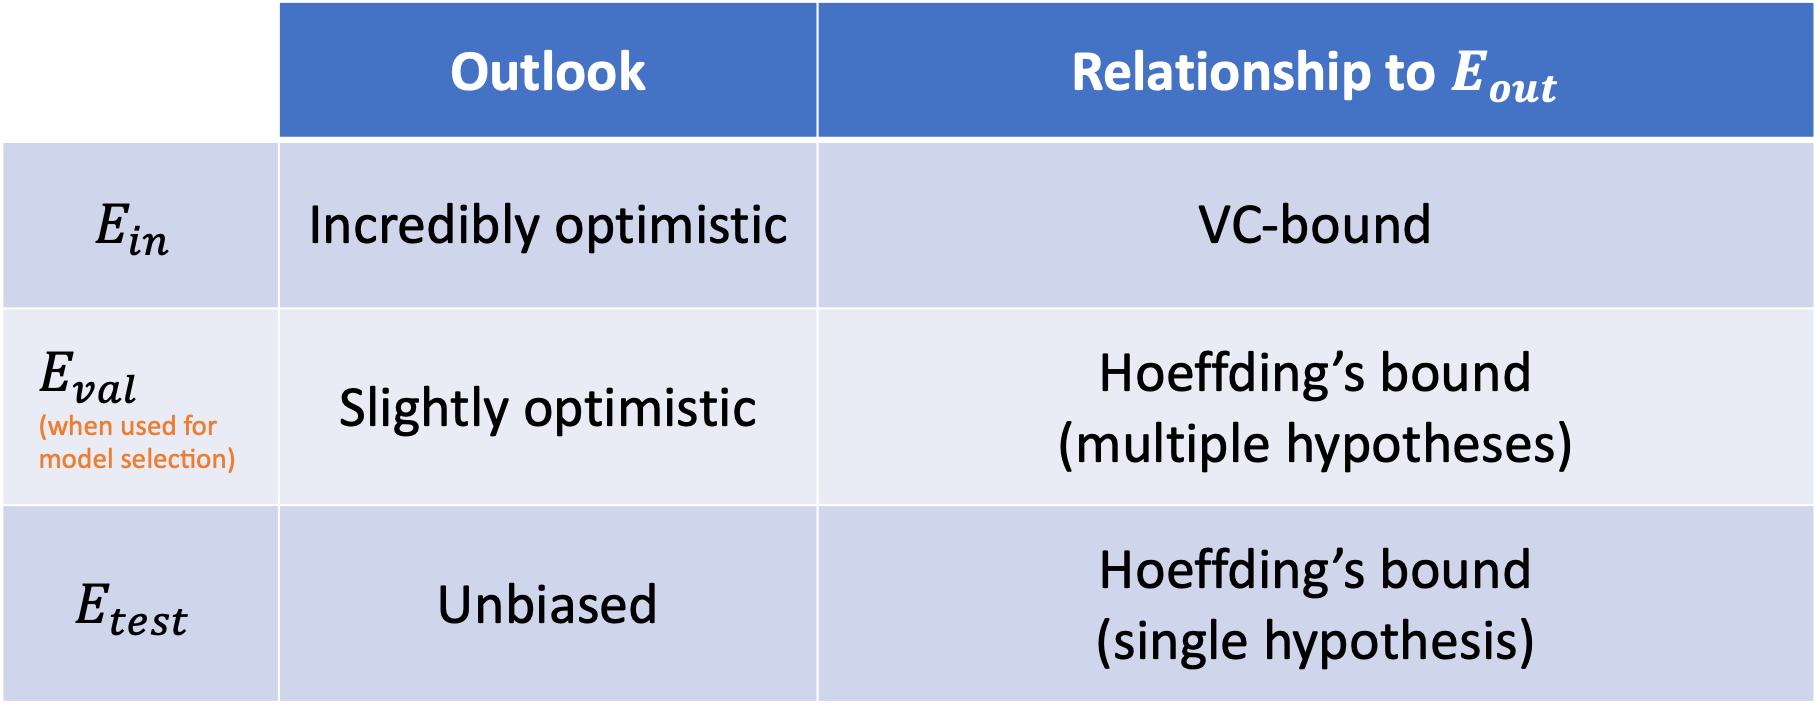 Outlook
Relationship to E_out
E_in
Incredibly optimistic
VC-bound
E_val
(when used for
model selection)
Slightly optimistic
Hoeffding’s bound
(multiple hypotheses)
E_test
Unbiased
Hoeffding’s bound
(single hypothesis)